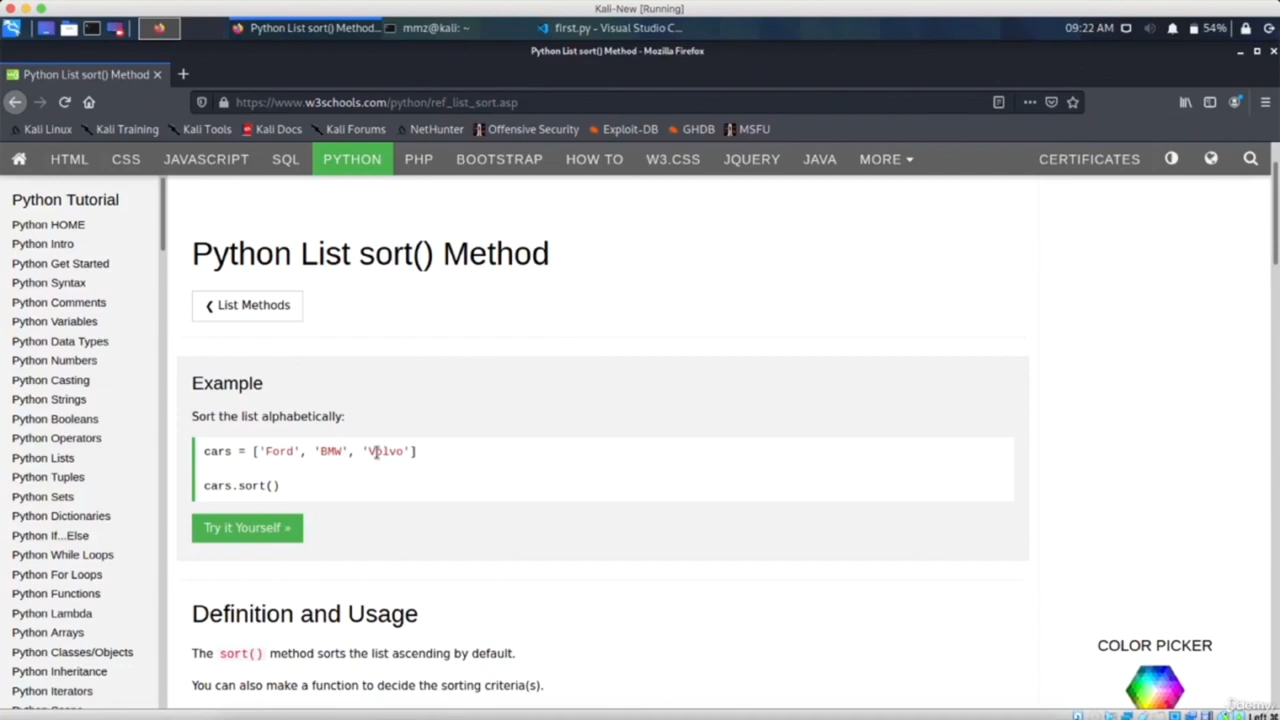 Kali-New [Running]
Python List sort() Method...
mmz@kali: ~
first.py - Visual Studio C...
09:22 AM
54%
Python List sort() Method - Mozilla Firefox
Python List sort() Method
https://www.w3schools.com/python/ref_list_sort.asp
Kali Linux Kali Training Kali Tools Kali Docs Kali Forums NetHunter Offensive Security Exploit-DB GHDB MSFU
HTML CSS JAVASCRIPT SQL PYTHON PHP BOOTSTRAP HOW TO W3.CSS JQUERY JAVA MORE CERTIFICATES
Python Tutorial
Python HOME
Python Intro
Python Get Started
Python Syntax
Python Comments
Python Variables
Python Data Types
Python Numbers
Python Casting
Python Strings
Python Booleans
Python Operators
Python Lists
Python Tuples
Python Sets
Python Dictionaries
Python If...Else
Python While Loops
Python For Loops
Python Functions
Python Lambda
Python Arrays
Python Classes/Objects
Python Inheritance
Python Iterators
Python List sort() Method
❮ List Methods
Example
Sort the list alphabetically:
cars = ['Ford', 'BMW', 'Volvo']
cars.sort()
Try it Yourself »
Definition and Usage
The sort() method sorts the list ascending by default.
You can also make a function to decide the sorting criteria(s).
COLOR PICKER
Udemy
Left ⌘